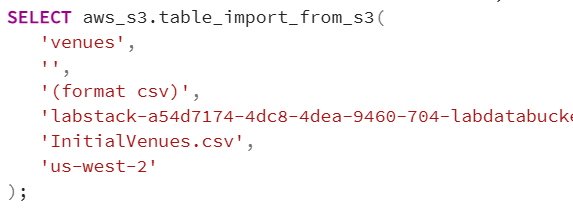 SELECT aws_s3.table_import_from_s3(
'venues',
'',
'(format csv)',
'labstack-a54d7174-4dc8-4dea-9460-704-labdatabucke
'InitialVenues.csv',
'us-west-2'
);